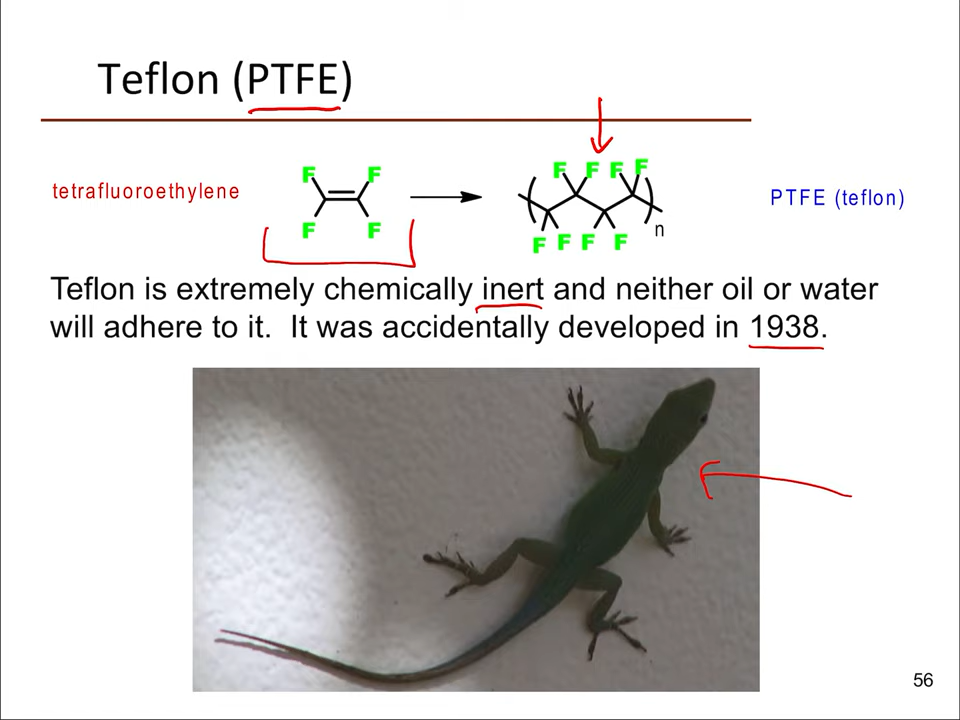 Teflon (PTFE)
F F F F F F
tetrafluoroethylene
PTFE (teflon)
F F F F F F
n
Teflon is extremely chemically inert and neither oil or water
will adhere to it. It was accidentally developed in 1938.
56